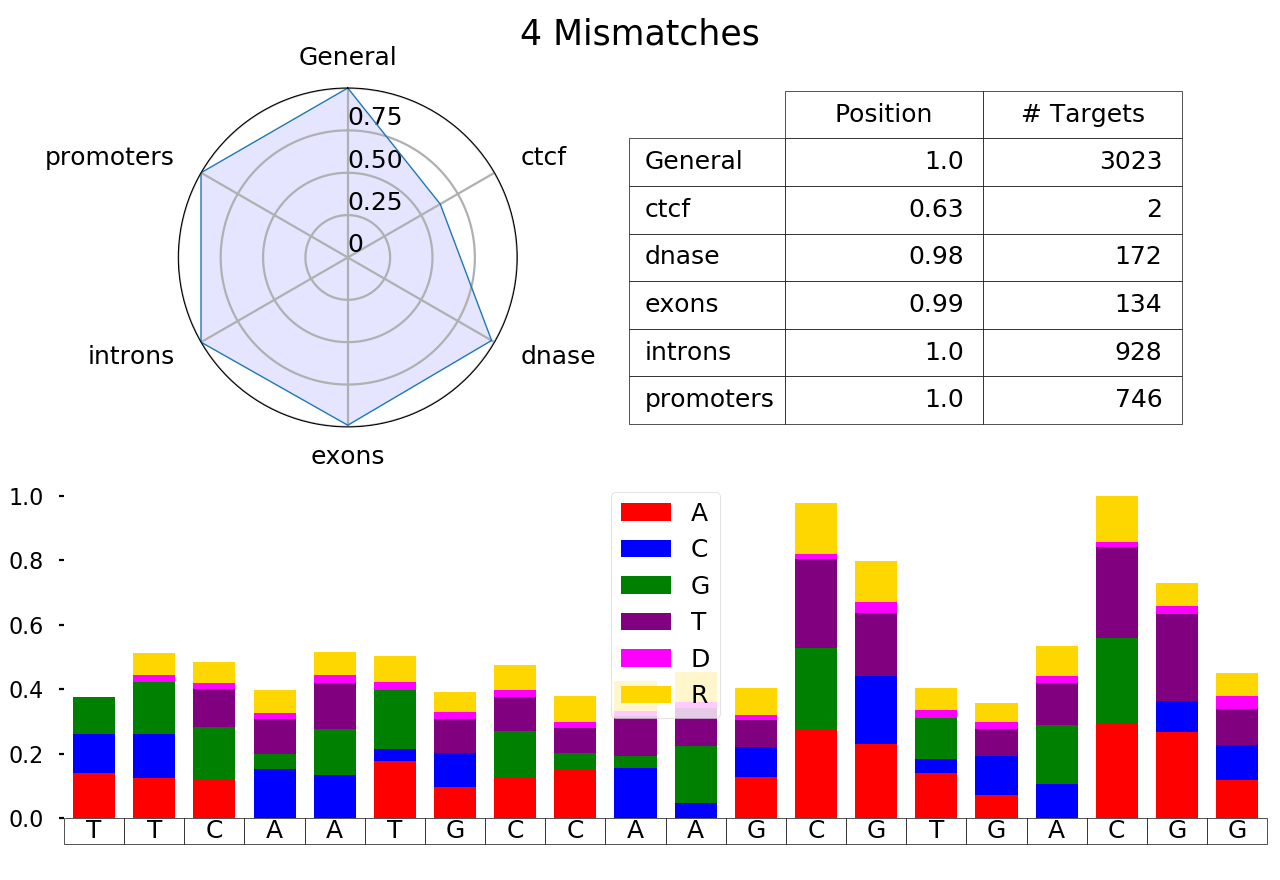 4 Mismatches
General
0.75
promoters
ctcf
0.50
0.25
0
introns
dnase
exons
Position # Targets
General 1.0 3023
ctcf 0.63 2
dnase 0.98 172
exons 0.99 134
introns 1.0 928
promoters 1.0 746
1.0
0.8
0.6
0.4
0.2
0.0
A
C
G
T
D
R
T T C A A T G C C A A G C G T G A C G G